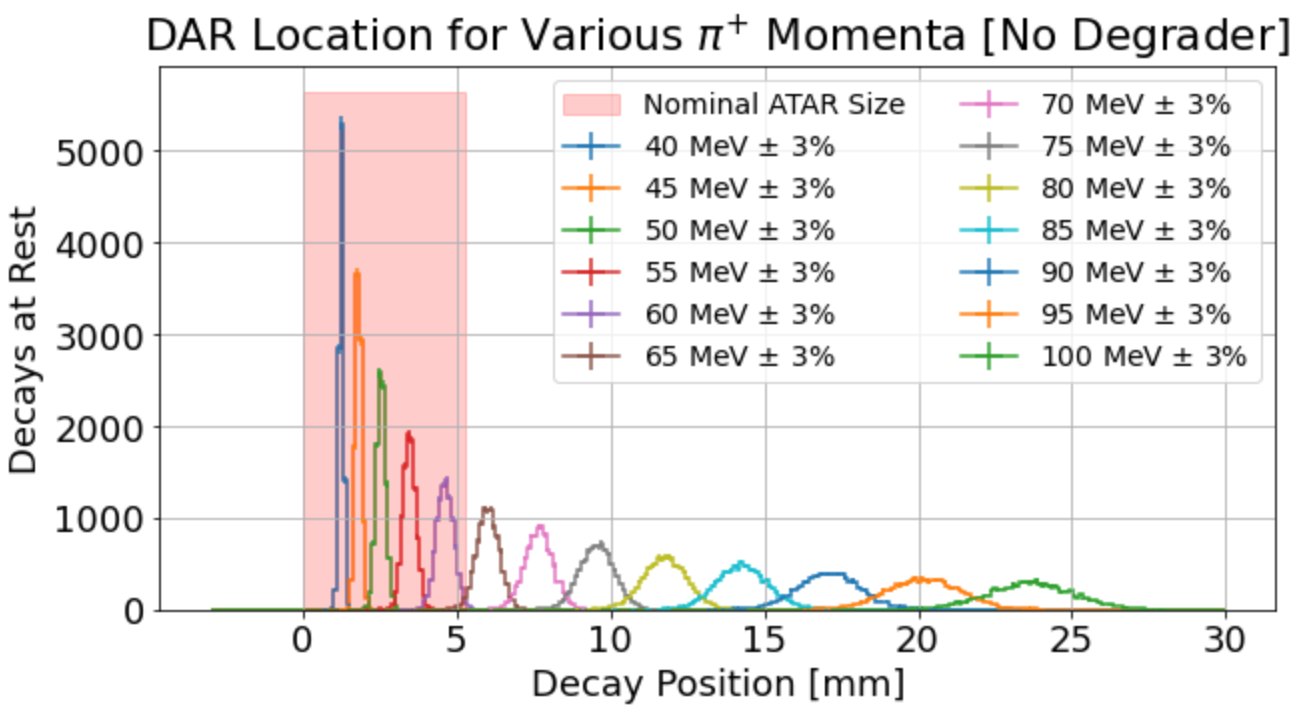 DAR Location for Various π⁺ Momenta [No Degrader]
Decays at Rest
5000
4000
3000
2000
1000
0
Nominal ATAR Size
40 MeV ± 3%
45 MeV ± 3%
50 MeV ± 3%
55 MeV ± 3%
60 MeV ± 3%
65 MeV ± 3%
70 MeV ± 3%
75 MeV ± 3%
80 MeV ± 3%
85 MeV ± 3%
90 MeV ± 3%
95 MeV ± 3%
100 MeV ± 3%
0 5 10 15 20 25 30
Decay Position [mm]